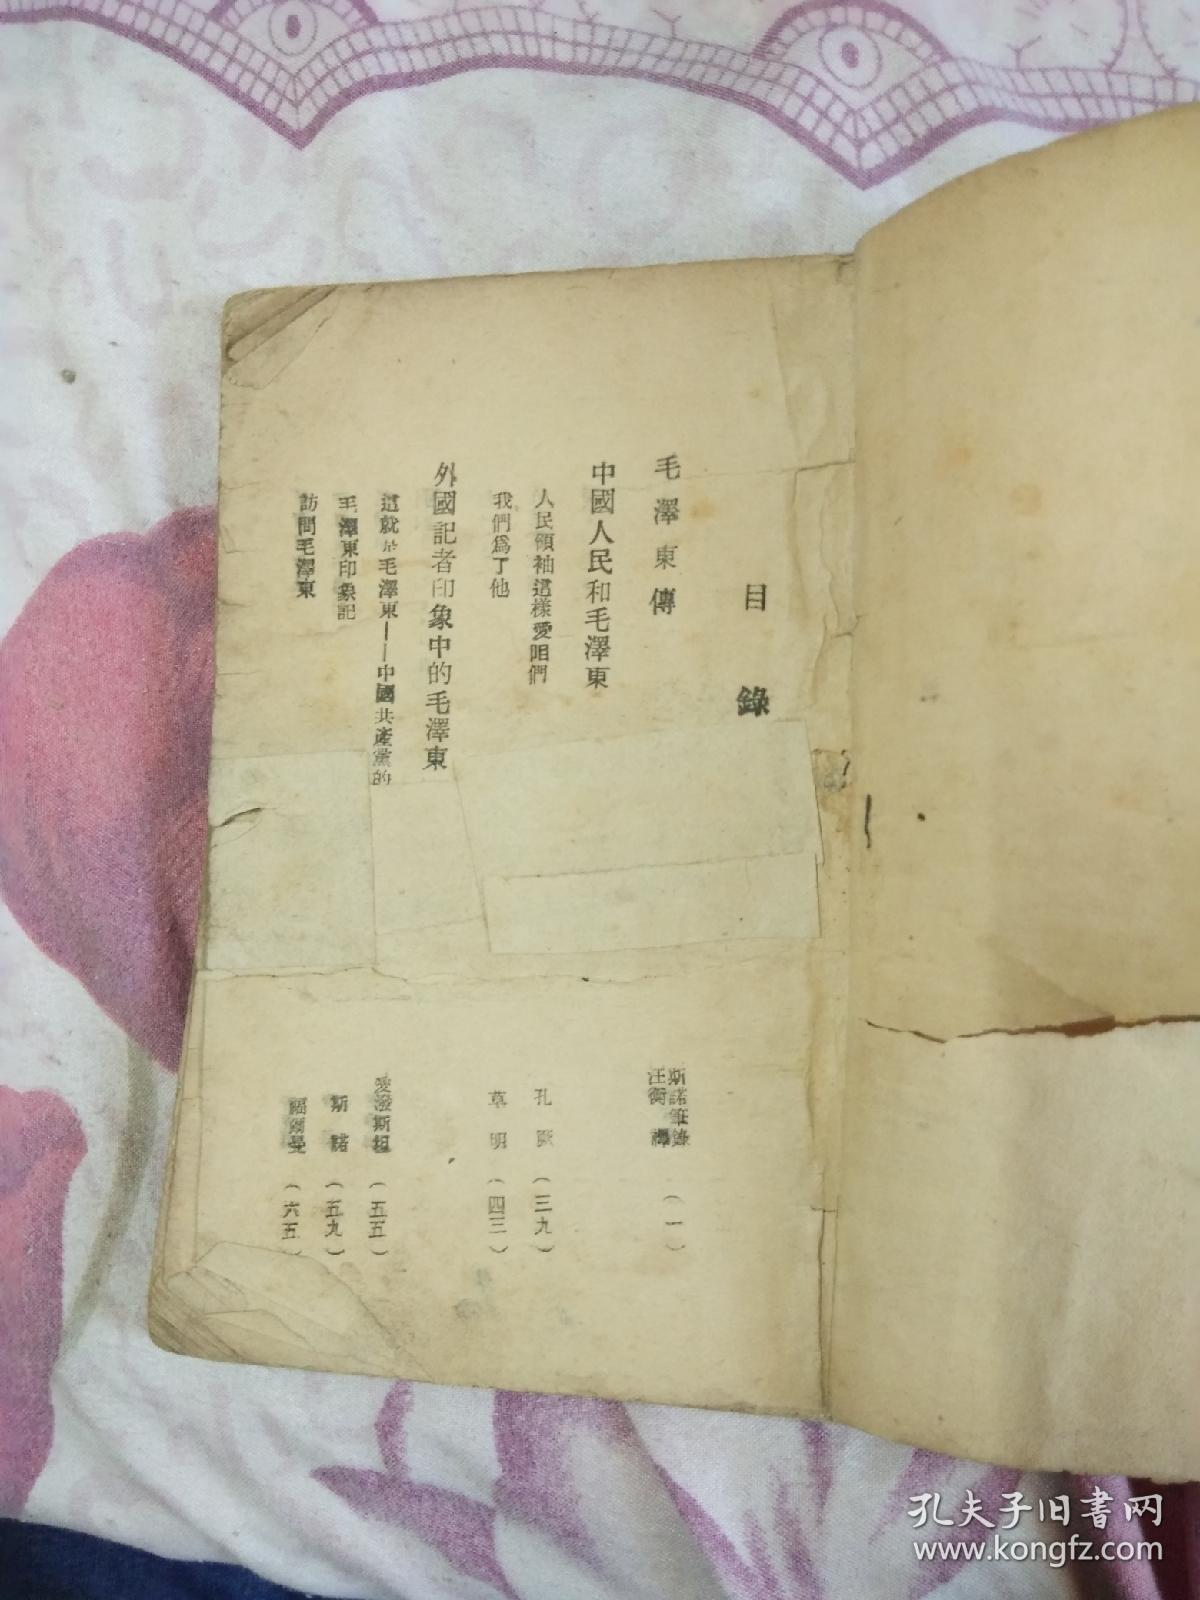 目錄
毛澤東傳
斯諾筆錄
汪衡譯
(一)
中國人民和毛澤東
人民領袖這樣愛咱們
孔厥
(三九)
我們爲了他
草明
(四三)
外國記者印象中的毛澤東
這就是毛澤東——中國共產黨的
愛潑斯坦
(五五)
毛澤東印象記
斯諾
(五九)
訪問毛澤東
福爾曼
(六五)
孔夫子旧书网
www.kongfz.com